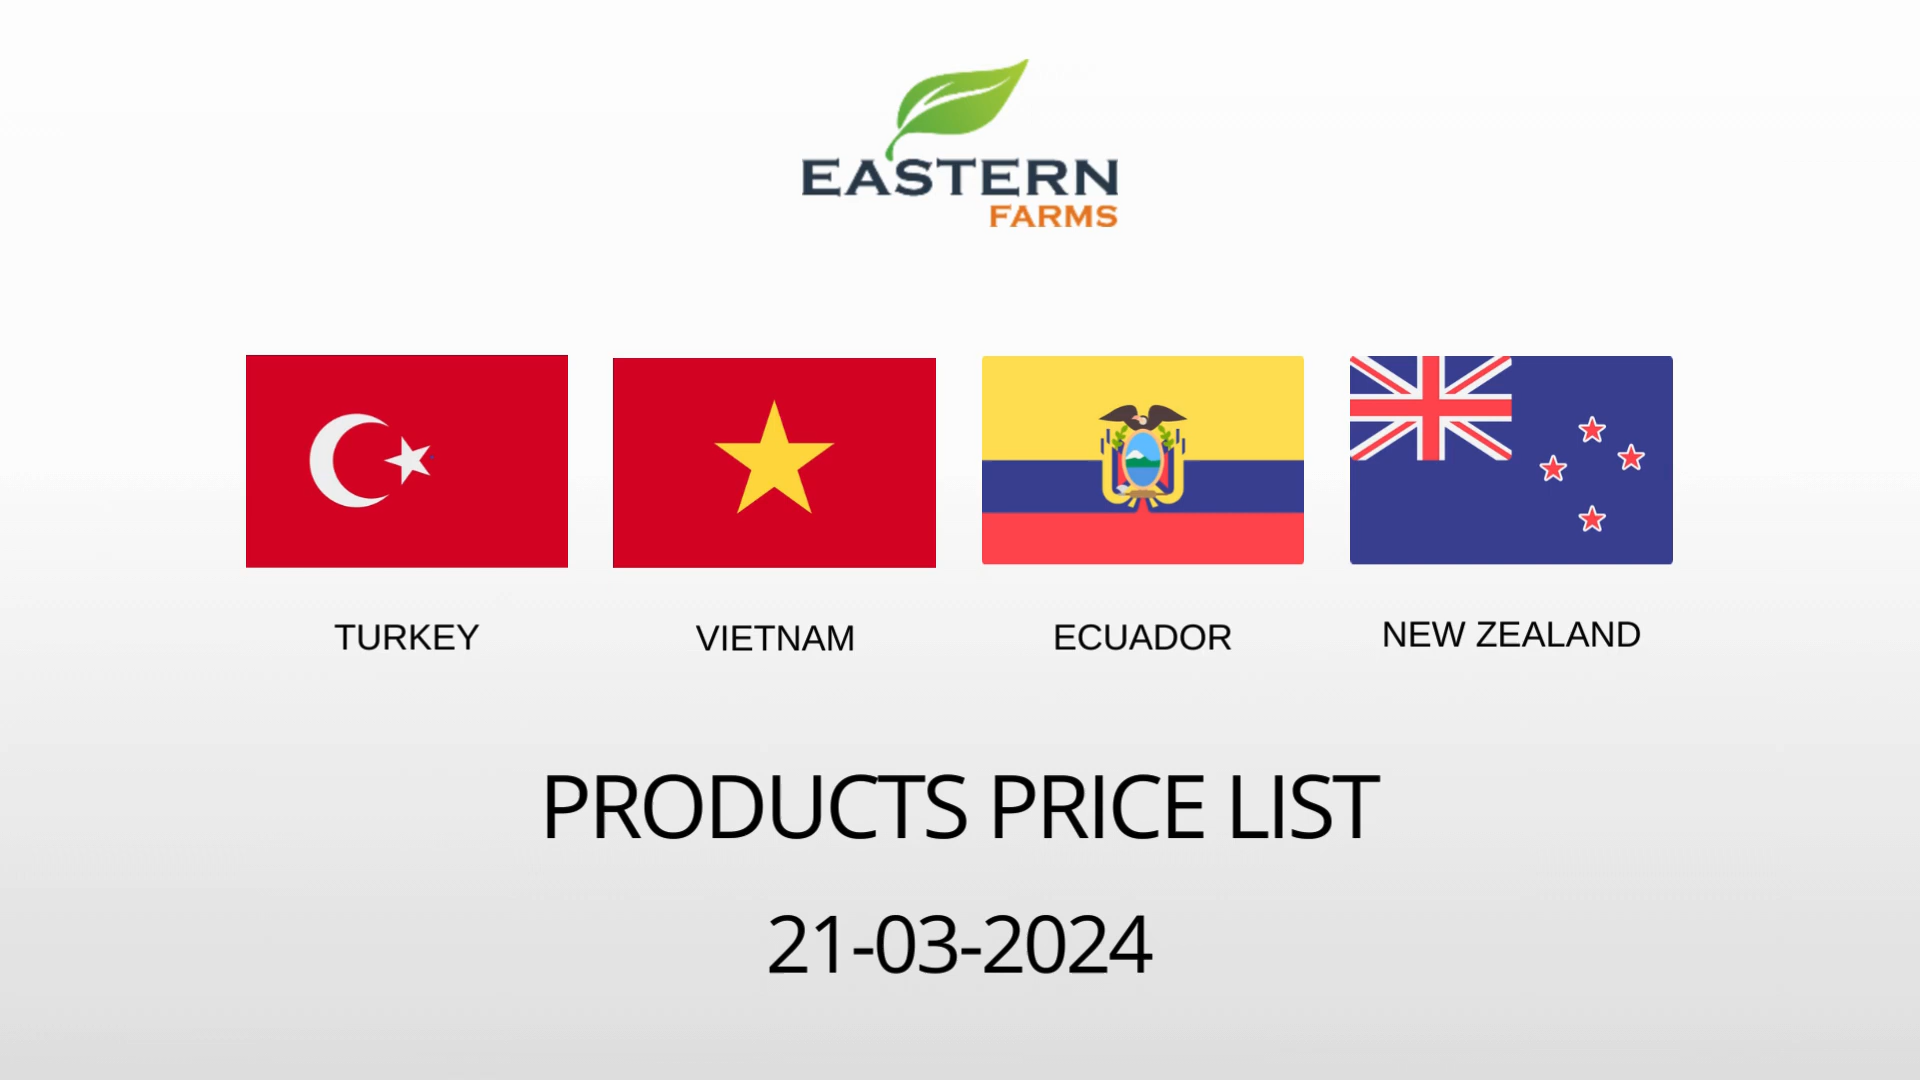 EASTERN
FARMS
TURKEY
VIETNAM
ECUADOR
NEW ZEALAND
PRODUCTS PRICE LIST
21-03-2024